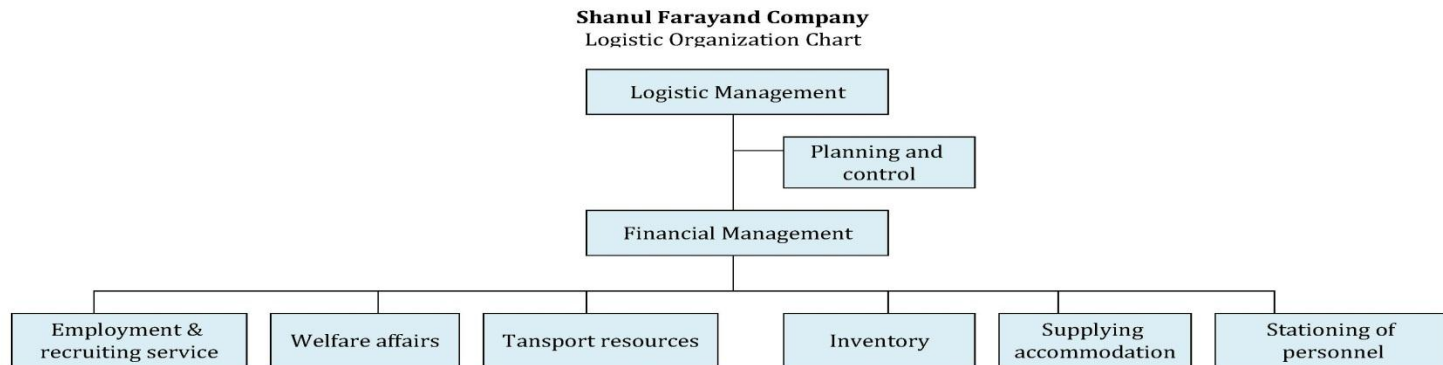 Shanul Farayand Company
Logistic Organization Chart
Logistic Management
Planning and
control
Financial Management
Employment &
recruiting service
Welfare affairs
Tansport resources
Inventory
Supplying
accommodation
Stationing of
personnel